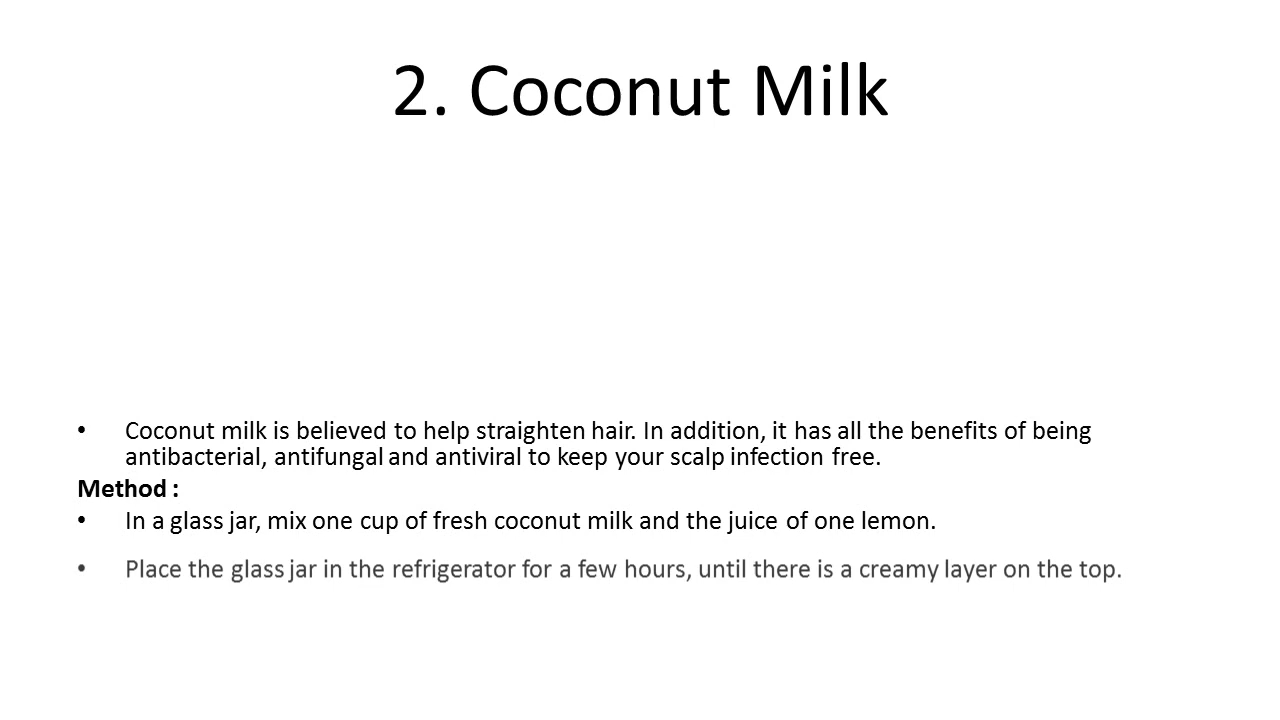 2. Coconut Milk
• Coconut milk is believed to help straighten hair. In addition, it has all the benefits of being
antibacterial, antifungal and antiviral to keep your scalp infection free.
Method :
• In a glass jar, mix one cup of fresh coconut milk and the juice of one lemon.
• Place the glass jar in the refrigerator for a few hours, until there is a creamy layer on the top.